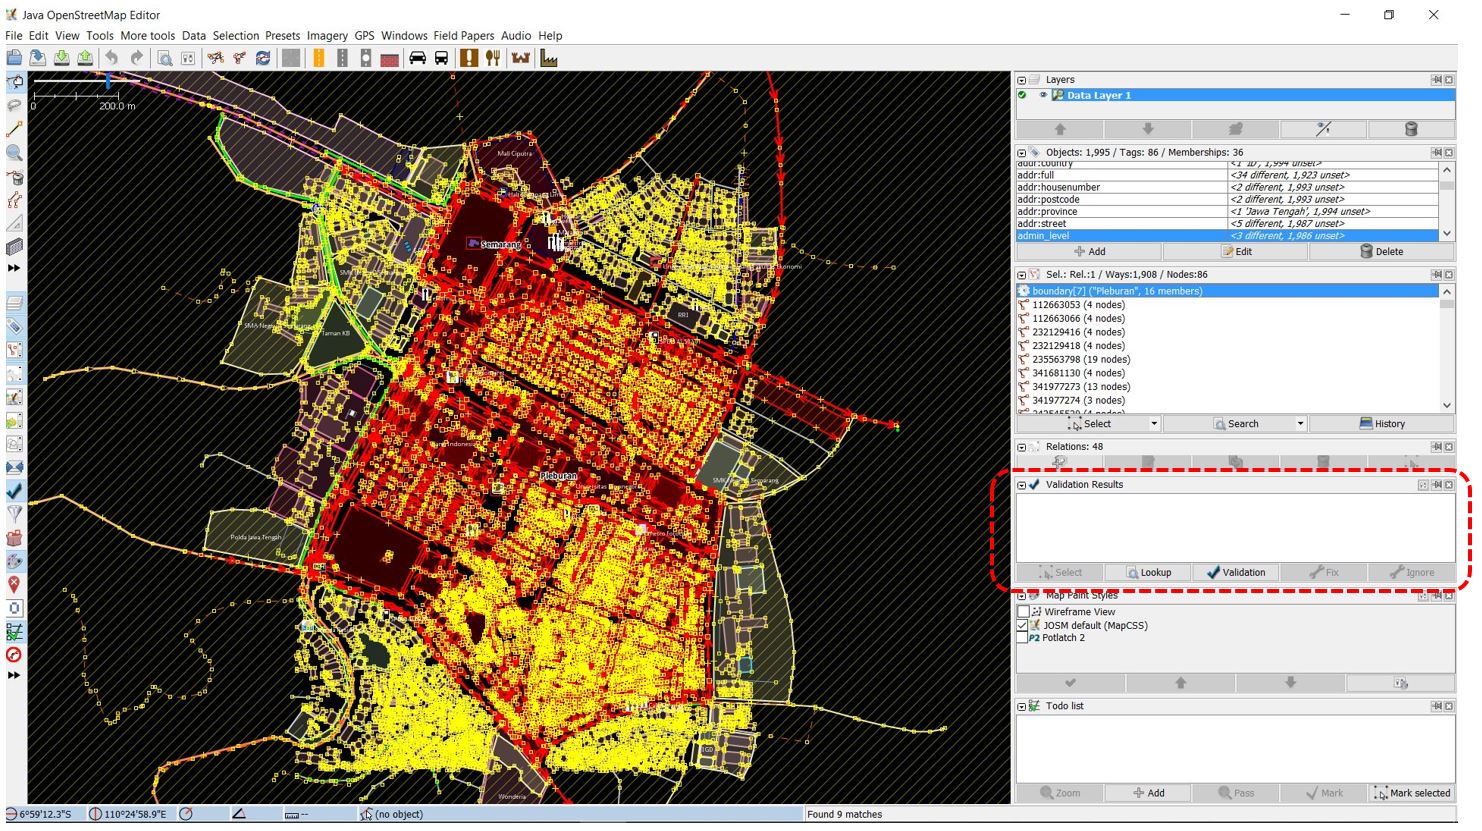 Java OpenStreetMap Editor
File Edit View Tools More tools Data Selection Presets Imagery GPS Windows Field Papers Audio Help
0 200.0 m
Mall Ciputra
Semarang
RRI
Taman KB
Pleburan
Polda Jawa Tengah
Wonderia
Layers
Data Layer 1
Objects: 1,995 / Tags: 86 / Memberships: 36
addr:country <1 'ID', 1,994 unset>
addr:full <34 different, 1,923 unset>
addr:housenumber <2 different, 1,993 unset>
addr:postcode <2 different, 1,993 unset>
addr:province <1 'Jawa Tengah', 1,994 unset>
addr:street <5 different, 1,987 unset>
admin_level <3 different, 1,986 unset>
Add Edit Delete
Sel.: Rel.:1 / Ways:1,908 / Nodes:86
boundary[7] ("Pleburan", 16 members)
112663053 (4 nodes)
112663066 (4 nodes)
232129416 (4 nodes)
232129418 (4 nodes)
235563798 (19 nodes)
341681130 (4 nodes)
341977273 (13 nodes)
341977274 (3 nodes)
Select Search History
Relations: 48
Validation Results
Select Lookup Validation Fix Ignore
Map Paint Styles
Wireframe View
JOSM default (MapCSS)
P2 Potlatch 2
Todo list
Zoom Add Pass Mark Mark selected
6°59'12.3"S 110°24'58.9"E -- (no object) Found 9 matches